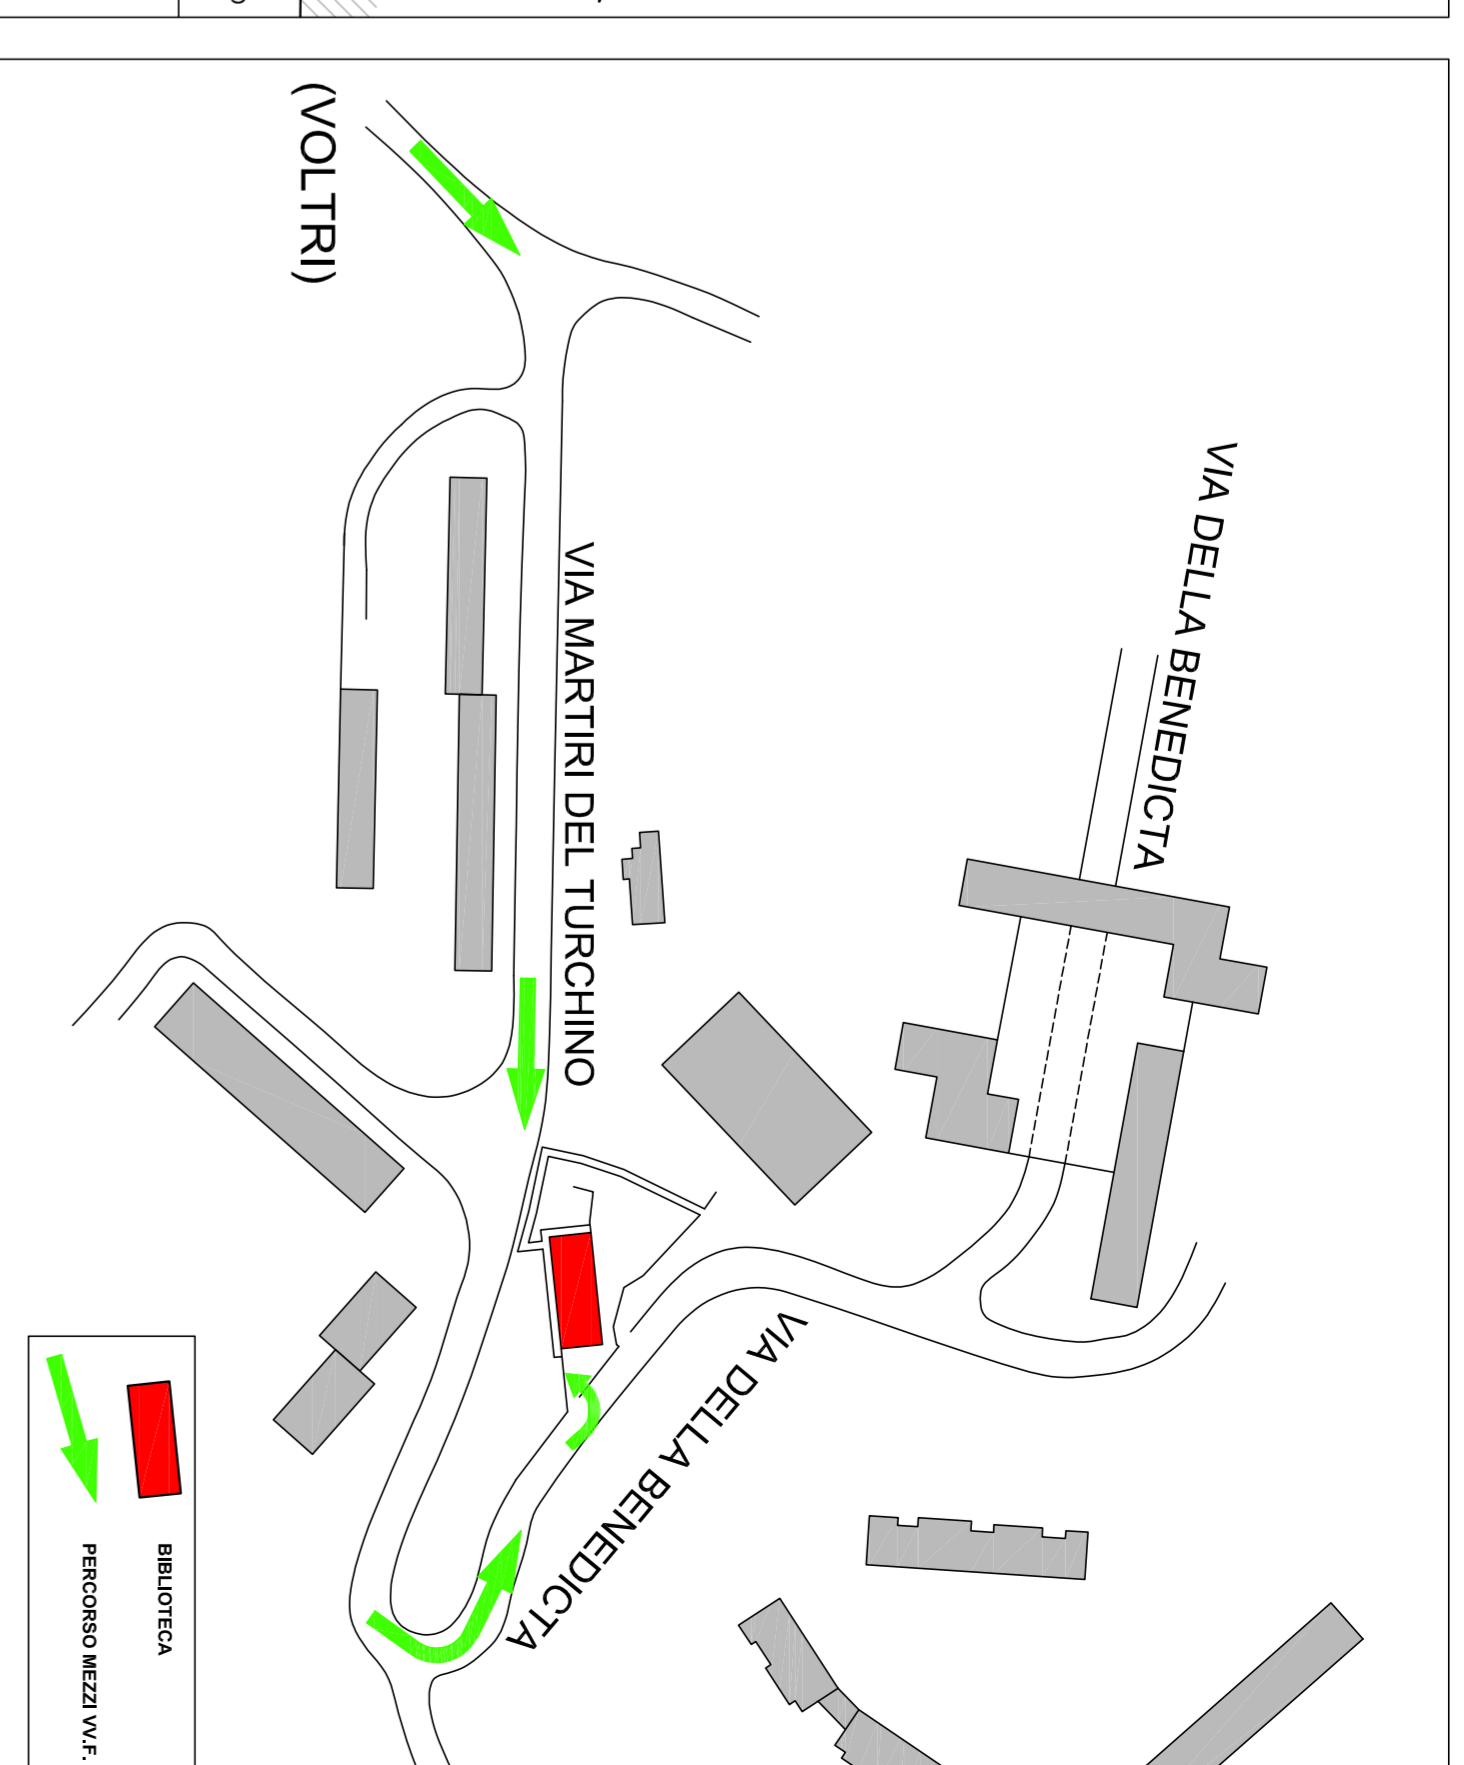 (VOLTRI)
VIA DELLA BENEDICTA
VIA MARTIRI DEL TURCHINO
VIA DELLA BENEDICTA
BIBLIOTECA
PERCORSO MEZZI VV.F.